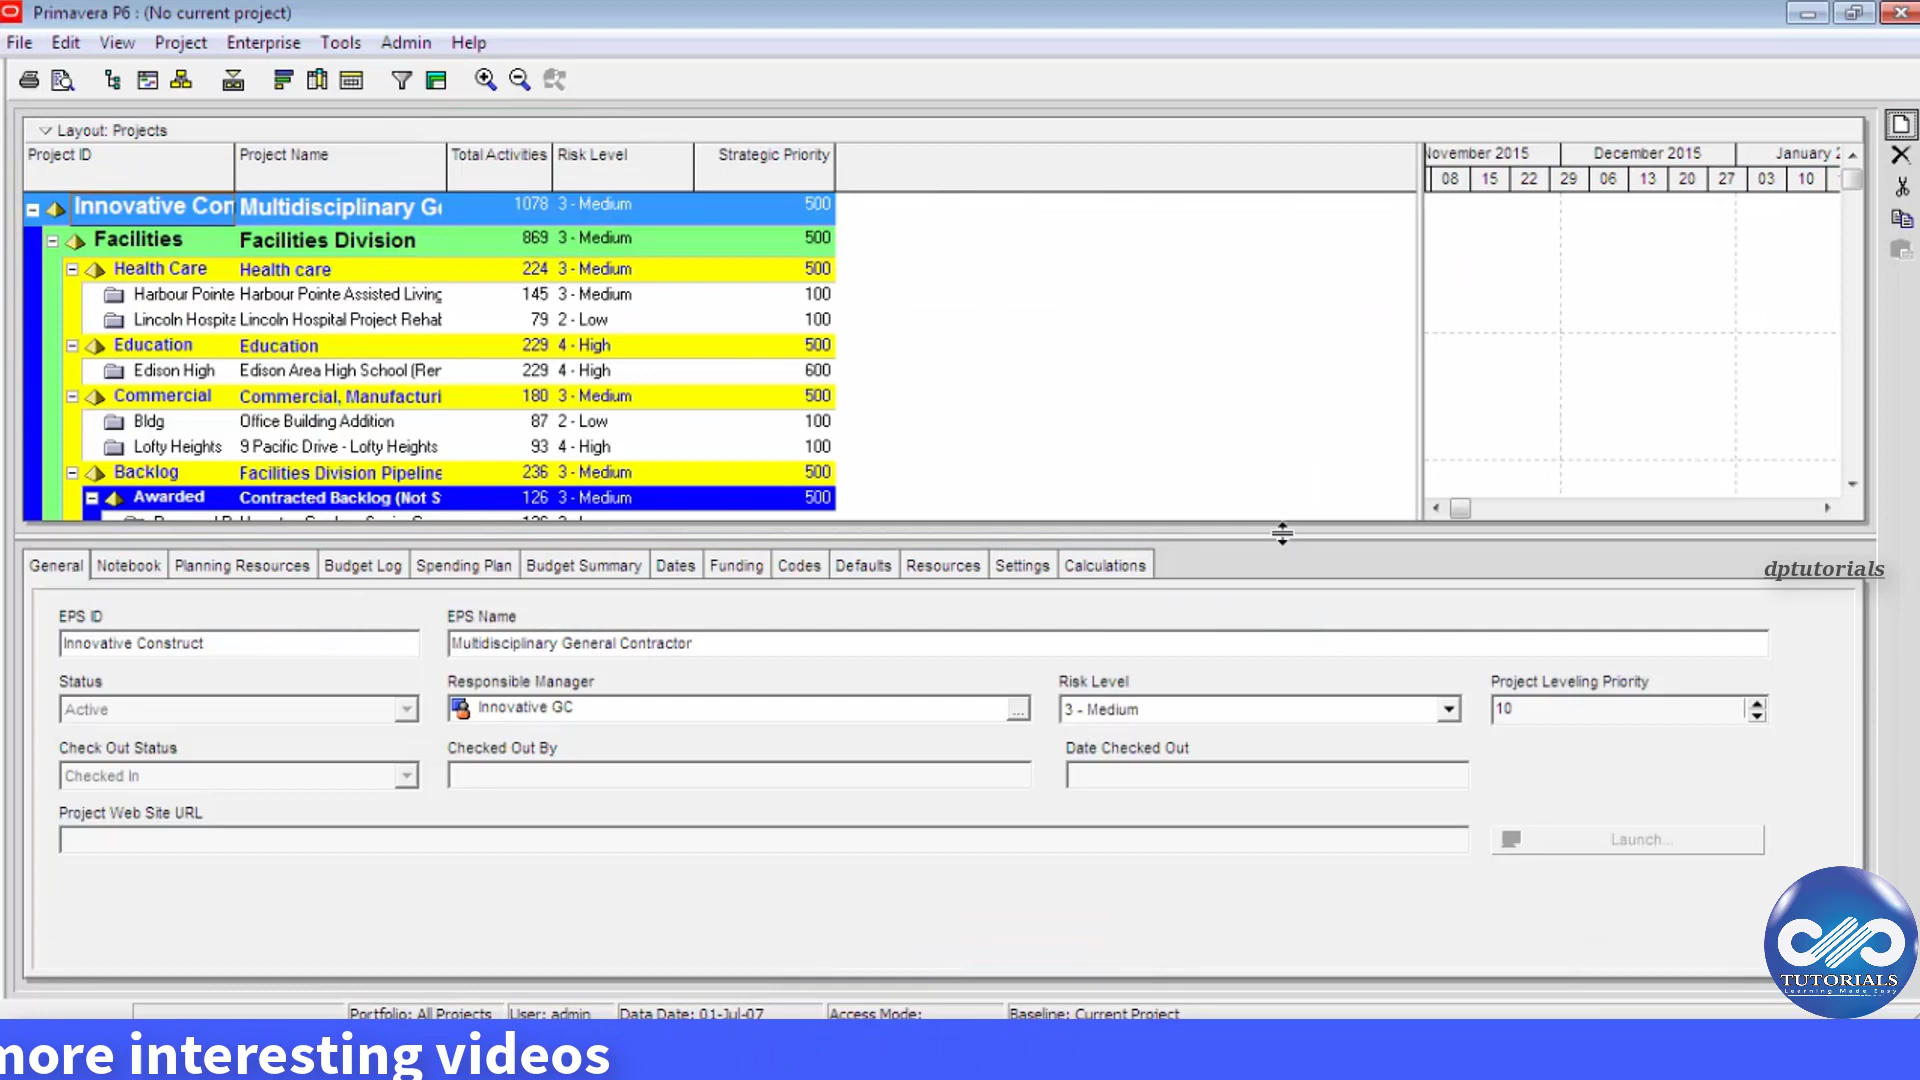 Primavera P6 : (No current project)
File Edit View Project Enterprise Tools Admin Help
Layout: Projects
Project ID Project Name Total Activities Risk Level Strategic Priority
November 2015 December 2015 January 2
08 15 22 29 06 13 20 27 03 10
Innovative Con Multidisciplinary Ge 1078 3 - Medium 500
Facilities Facilities Division 869 3 - Medium 500
Health Care Health care 224 3 - Medium 500
Harbour Pointe Harbour Pointe Assisted Living 145 3 - Medium 100
Lincoln Hospita Lincoln Hospital Project Rehab 79 2 - Low 100
Education Education 229 4 - High 500
Edison High Edison Area High School (Ren 229 4 - High 600
Commercial Commercial, Manufacturi 180 3 - Medium 500
Bldg Office Building Addition 87 2 - Low 100
Lofty Heights 9 Pacific Drive - Lofty Heights 93 4 - High 100
Backlog Facilities Division Pipeline 236 3 - Medium 500
Awarded Contracted Backlog (Not S 126 3 - Medium 500
General Notebook Planning Resources Budget Log Spending Plan Budget Summary Dates Funding Codes Defaults Resources Settings Calculations
dptutorials
EPS ID EPS Name
Innovative Construct Multidisciplinary General Contractor
Status Responsible Manager Risk Level Project Leveling Priority
Active Innovative GC ... 3 - Medium 10
Check Out Status Checked Out By Date Checked Out
Checked In
Project Web Site URL
Launch...
TUTORIALS
Learning Made Easy
Portfolio: All Projects User: admin Data Date: 01-Jul-07 Access Mode: Baseline: Current Project
more interesting videos